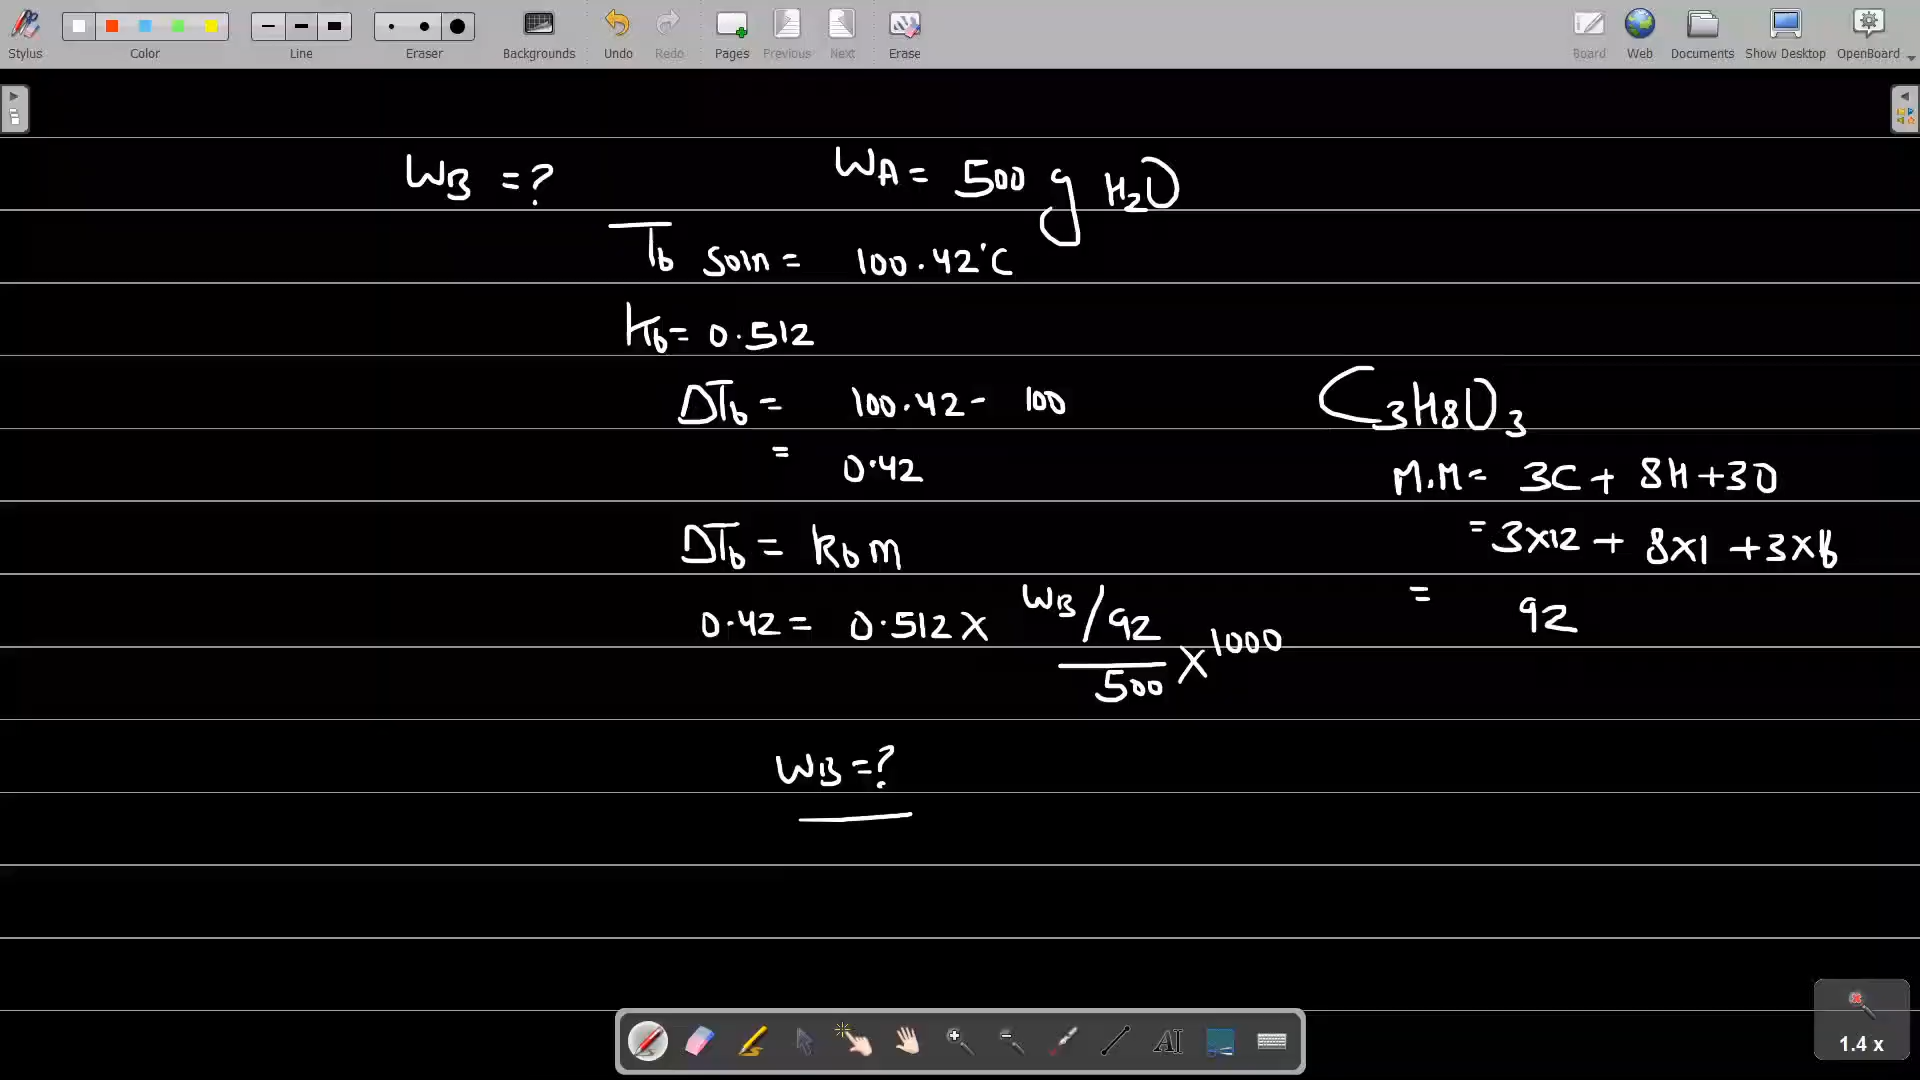 Stylus Color Line Eraser Backgrounds Undo Redo Pages Previous Next Erase Board Web Documents Show Desktop OpenBoard
WB = ?
WA = 500 g H2O
Tb soln = 100.42°C
Kb = 0.512
ΔTb = 100.42 - 100
= 0.42
ΔTb = Kb m
0.42 = 0.512 x WB/92
500 x 1000
WB = ?
C3H8O3
M.M = 3C + 8H + 3O
= 3x12 + 8x1 + 3x16
= 92
1.4 x